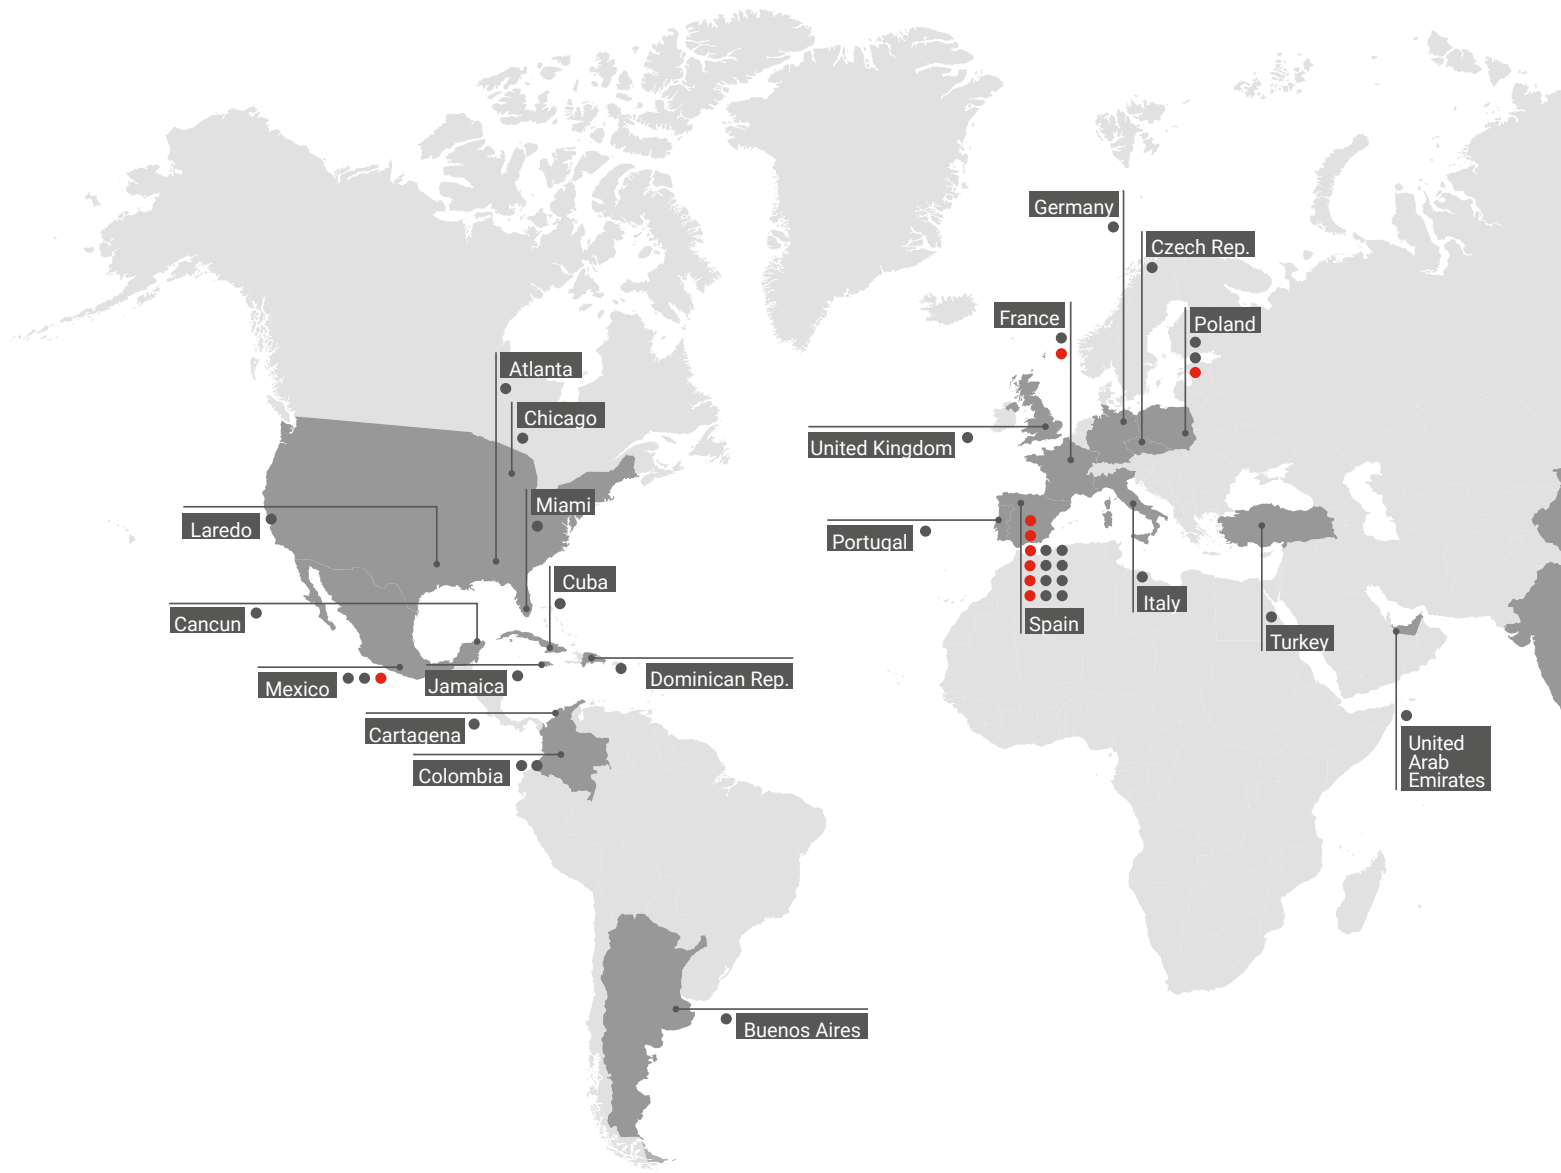 Germany
Czech Rep.
France
Poland
Atlanta
Chicago
United Kingdom
Miami
Laredo
Portugal
Cuba
Italy
Cancun
Spain
Turkey
Mexico
Jamaica
Dominican Rep.
Cartagena
United
Arab
Emirates
Colombia
Buenos Aires